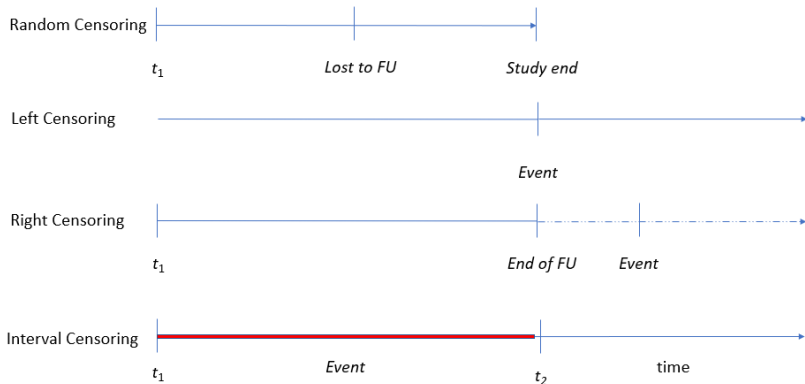 Random Censoring
t₁ Lost to FU Study end
Left Censoring
Event
Right Censoring
t₁ End of FU Event
Interval Censoring
t₁ Event t₂ time